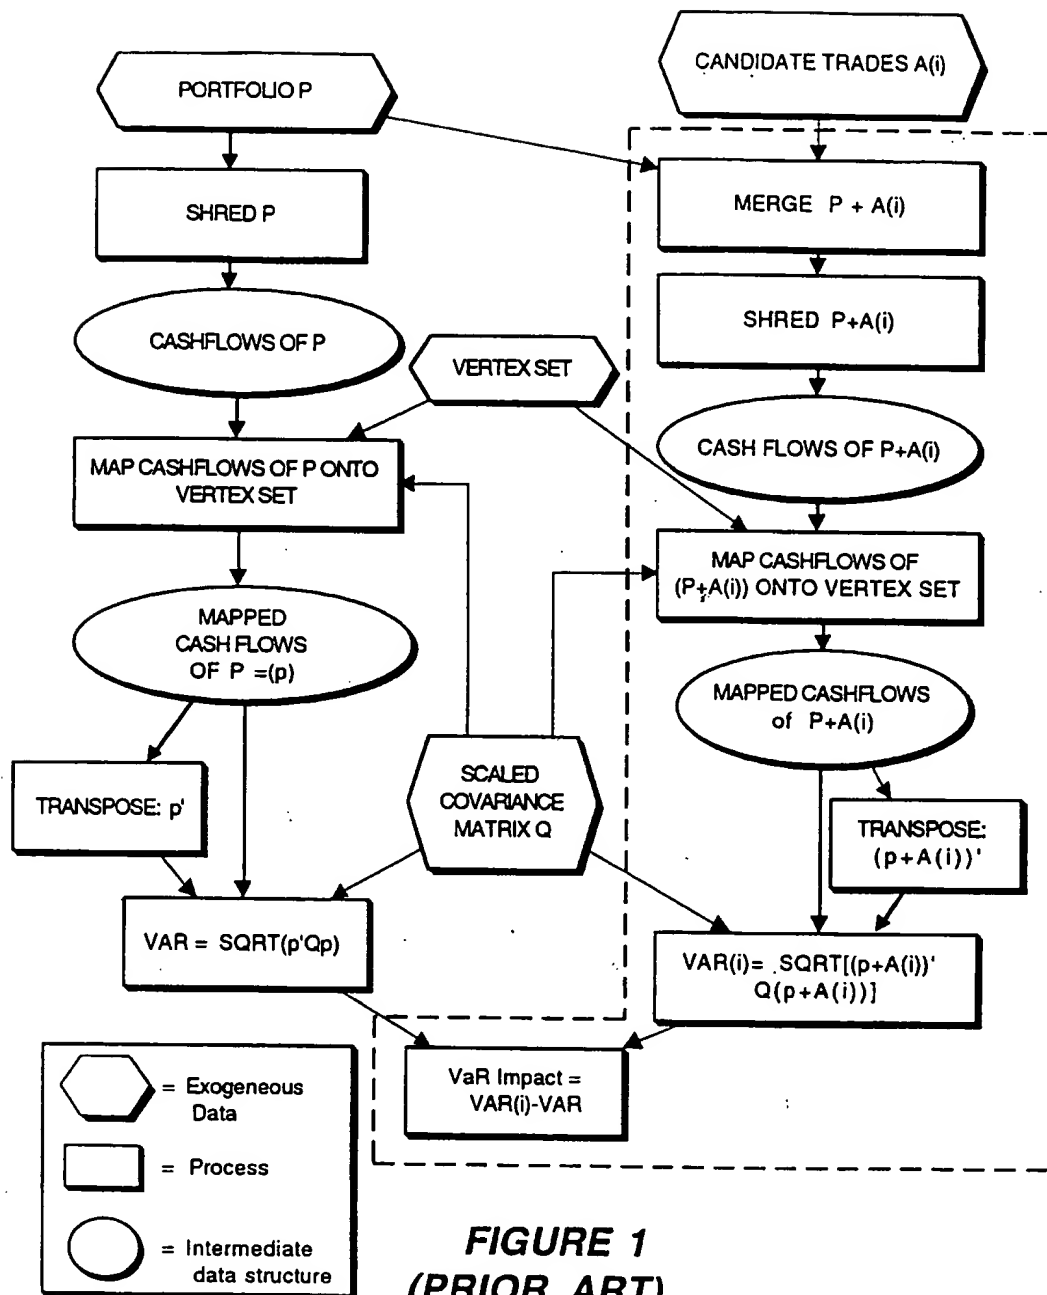 CANDIDATE TRADES A(i)
PORTFOLIO P
MERGE P + A(i)
SHRED P
SHRED P+A(i)
CASHFLOWS OF P
VERTEX SET
CASH FLOWS OF P+A(i)
MAP CASHFLOWS OF P ONTO
VERTEX SET
MAP CASHFLOWS OF
(P+A(i)) ONTO VERTEX SET
MAPPED
CASH FLOWS
OF P =(p)
MAPPED CASHFLOWS
of P+A(i)
SCALED
COVARIANCE
MATRIX Q
TRANSPOSE: p'
TRANSPOSE:
(p+A(i))'
VAR = SQRT(p'Qp)
VAR(i)= SQRT[(p+A(i))'
Q(p+A(i))]
VaR Impact =
VAR(i)-VAR
= Exogeneous
Data
= Process
= Intermediate
data structure
FIGURE 1
(PRIOR ART)